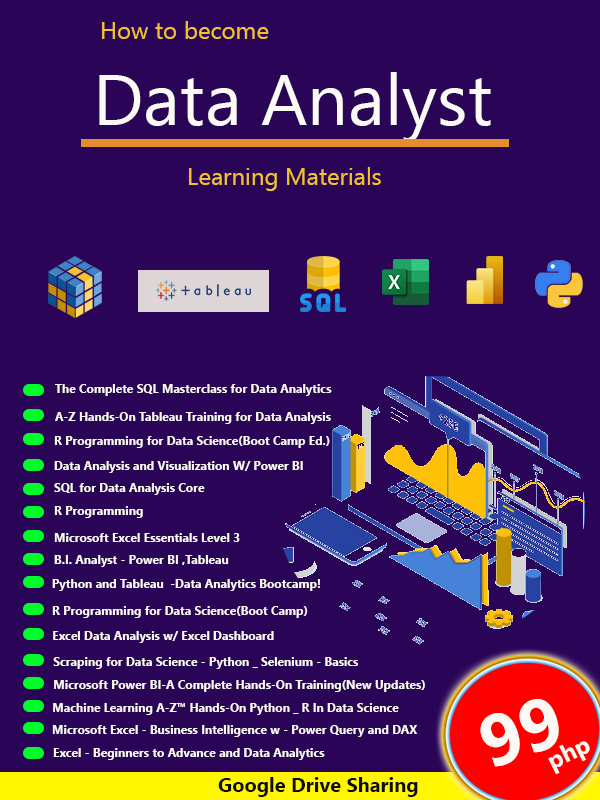 How to become
Data Analyst
Learning Materials
+ableau
SQL
X
The Complete SQL Masterclass for Data Analytics
A-Z Hands-On Tableau Training for Data Analysis
R Programming for Data Science(Boot Camp Ed.)
Data Analysis and Visualization W/ Power BI
SQL for Data Analysis Core
R Programming
Microsoft Excel Essentials Level 3
B.I. Analyst - Power BI ,Tableau
Python and Tableau  -Data Analytics Bootcamp!
R Programming for Data Science(Boot Camp)
Excel Data Analysis w/ Excel Dashboard
Scraping for Data Science - Python _ Selenium - Basics
Microsoft Power BI-A Complete Hands-On Training(New Updates)
Machine Learning A-Z™ Hands-On Python _ R In Data Science
Microsoft Excel - Business Intelligence w - Power Query and DAX
Excel - Beginners to Advance and Data Analytics
99
php
Google Drive Sharing